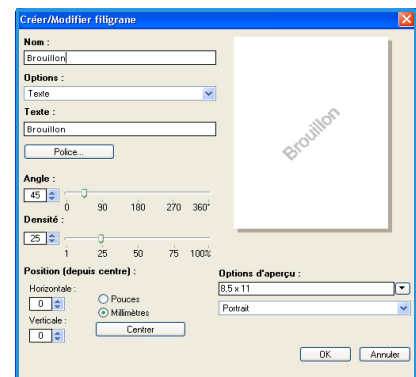 Créer/Modifier filigrane
Nom :
Brouillon
Options :
Texte
Texte :
Brouillon
Police...
Angle :
45
0 90 180 270 360°
Densité :
25
1 25 50 75 100%
Position (depuis centre) :
Horizontale :
0
Pouces
Millimètres
Verticale :
0
Centrer
Brouillon
Options d'aperçu :
8,5 x 11
Portrait
OK
Annuler